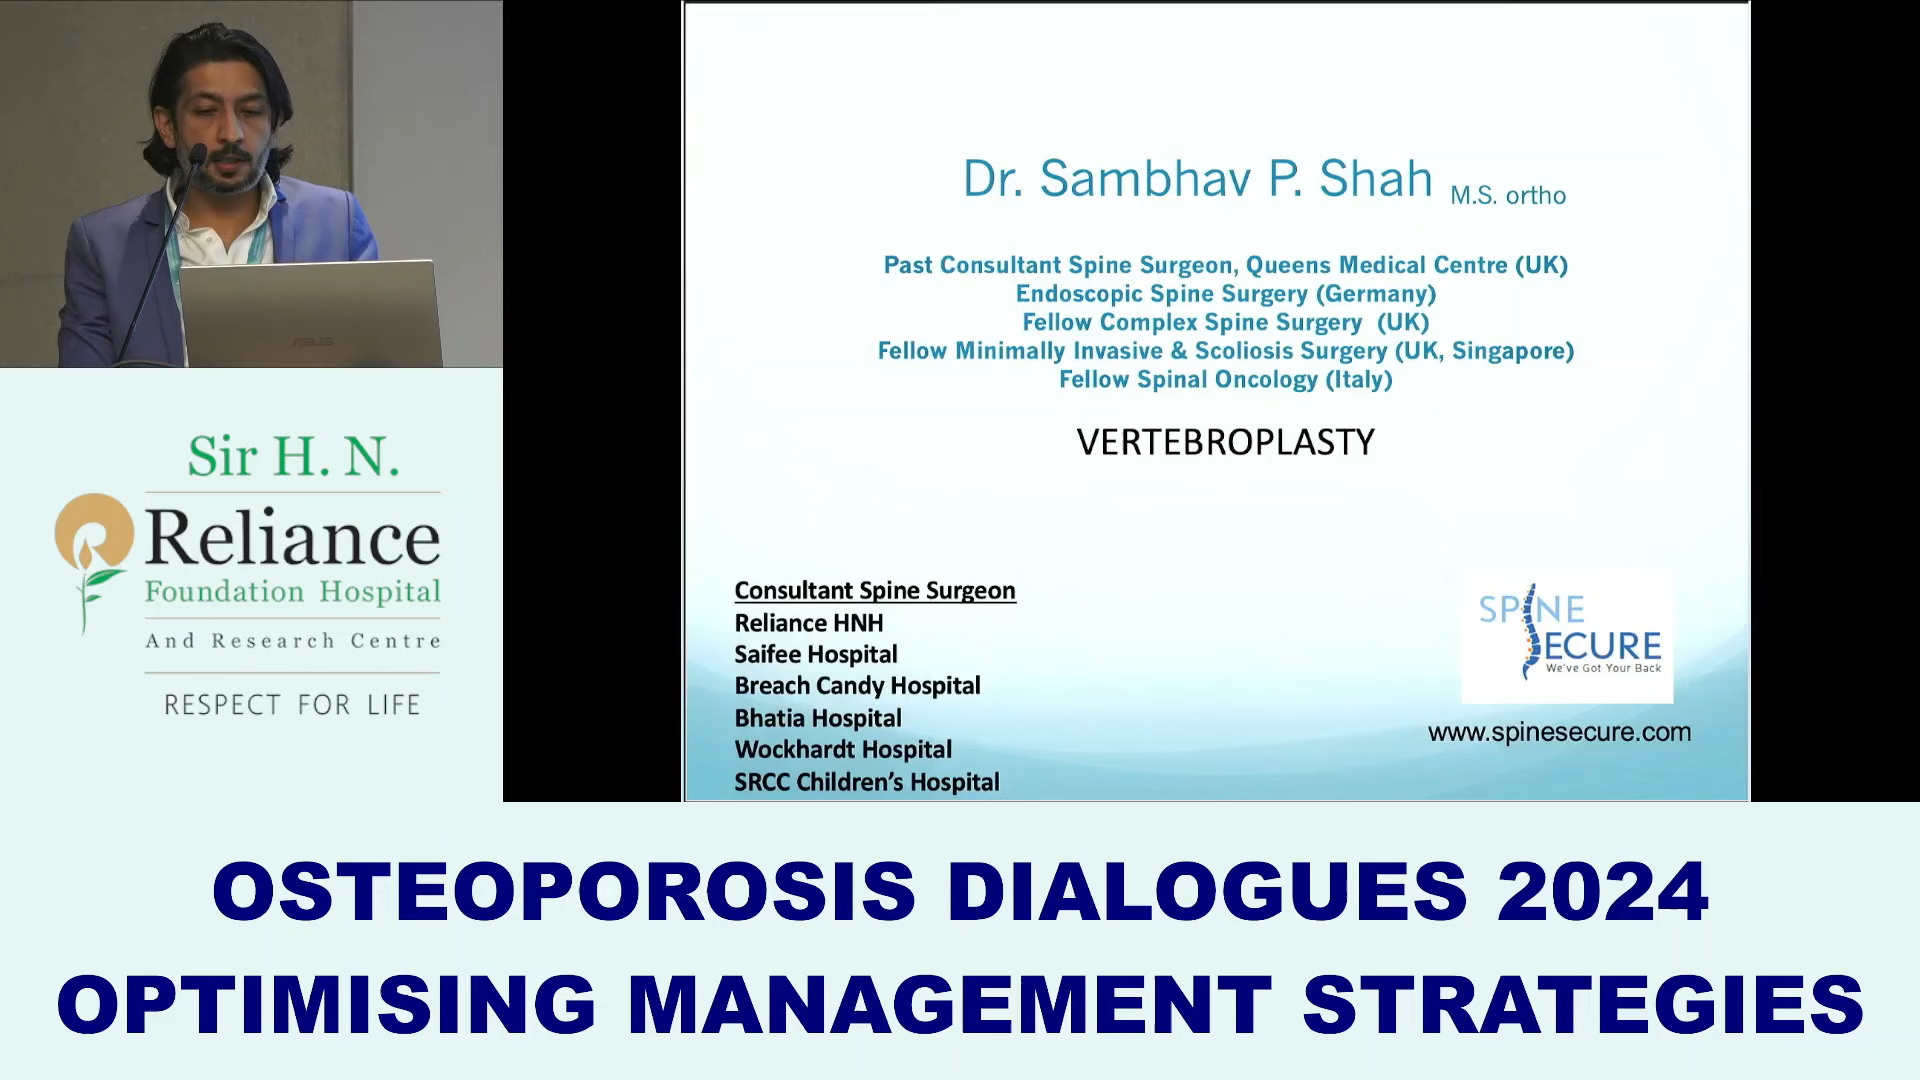 ASUS
Sir H. N.
Reliance
Foundation Hospital
And Research Centre
RESPECT FOR LIFE
Dr. Sambhav P. Shah M.S. ortho
Past Consultant Spine Surgeon, Queens Medical Centre (UK)
Endoscopic Spine Surgery (Germany)
Fellow Complex Spine Surgery (UK)
Fellow Minimally Invasive & Scoliosis Surgery (UK, Singapore)
Fellow Spinal Oncology (Italy)
VERTEBROPLASTY
Consultant Spine Surgeon
Reliance HNH
Saifee Hospital
Breach Candy Hospital
Bhatia Hospital
Wockhardt Hospital
SRCC Children's Hospital
SPINE
SECURE
We've Got Your Back
www.spinesecure.com
OSTEOPOROSIS DIALOGUES 2024
OPTIMISING MANAGEMENT STRATEGIES